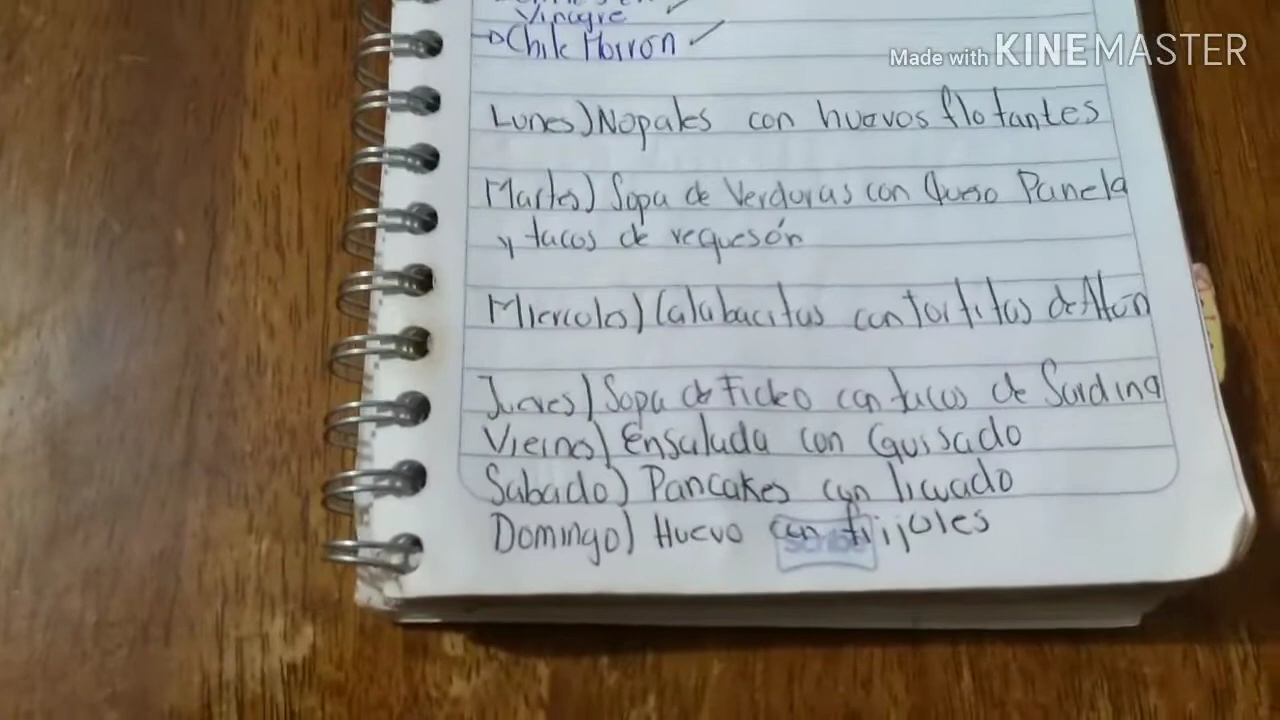 Vinagre
Chile Morron
Made with KINEMASTER
Lunes) Nopales con huevos flotantes
Martes) Sopa de Verduras con Queso Panela
y tacos de requesón
Miercoles) Calabacitas con tortitas de Atún
Jueves) Sopa de Fideo con tacos de Sardina
Viernes) Ensalada con Guissado
Sabado) Pancakes con licuado
Domingo) Huevo con frijoles
Scribe